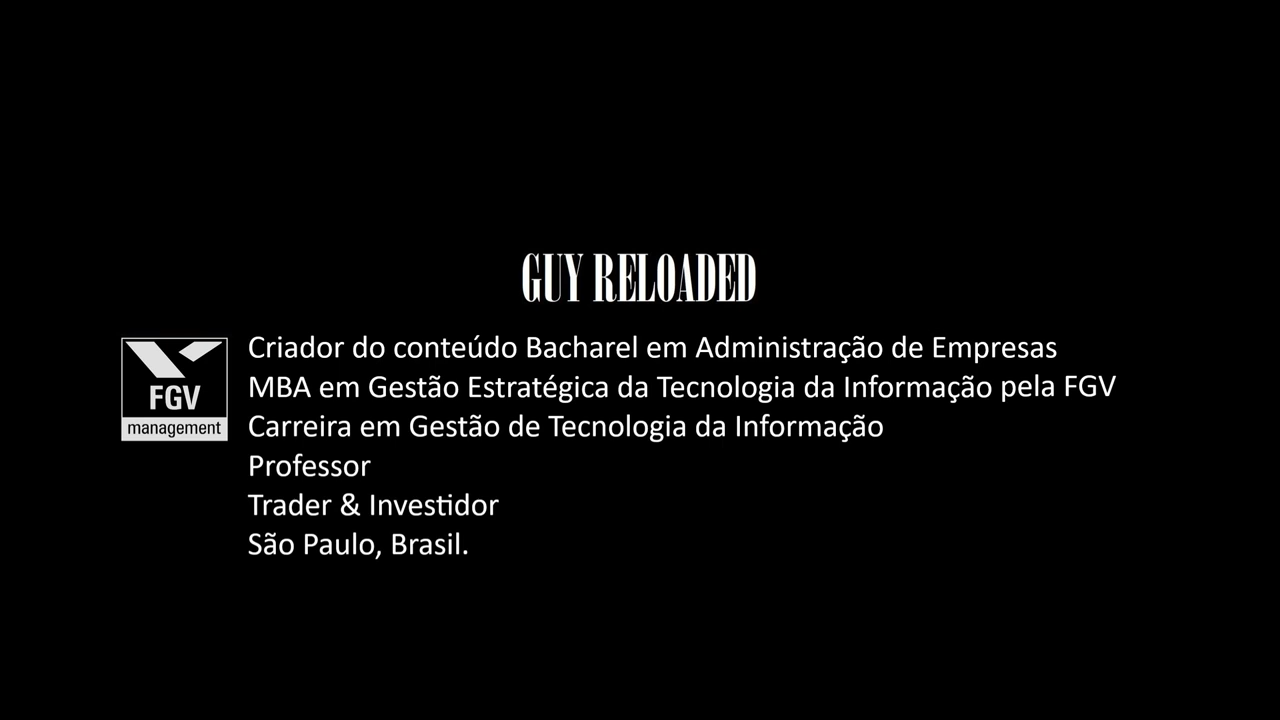 GUY RELOADED
FGV
management
Criador do conteúdo Bacharel em Administração de Empresas
MBA em Gestão Estratégica da Tecnologia da Informação pela FGV
Carreira em Gestão de Tecnologia da Informação
Professor
Trader & Investidor
São Paulo, Brasil.